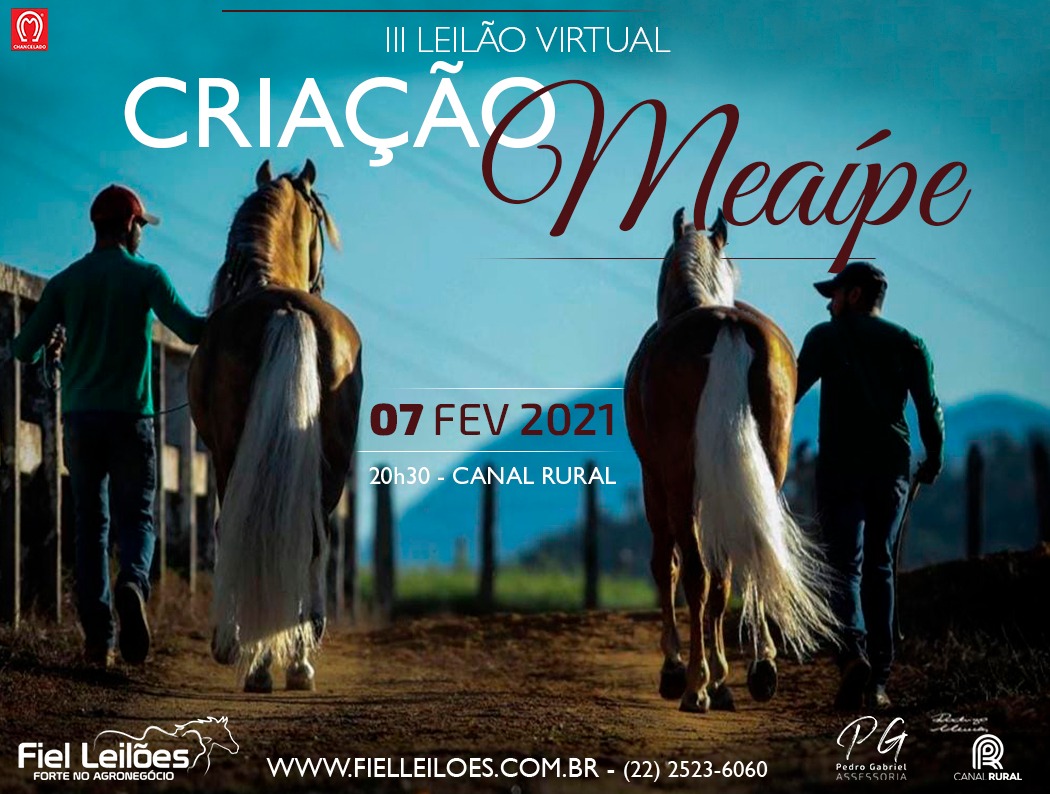 CHANCELADO
III LEILÃO VIRTUAL
CRIAÇÃO
Meaípe
07 FEV 2021
20h30 - CANAL RURAL
Fiel Leilões
FORTE NO AGRONEGÓCIO
WWW.FIELLEILOES.COM.BR - (22) 2523-6060
PG
Pedro Gabriel
ASSESSORIA
CANAL RURAL